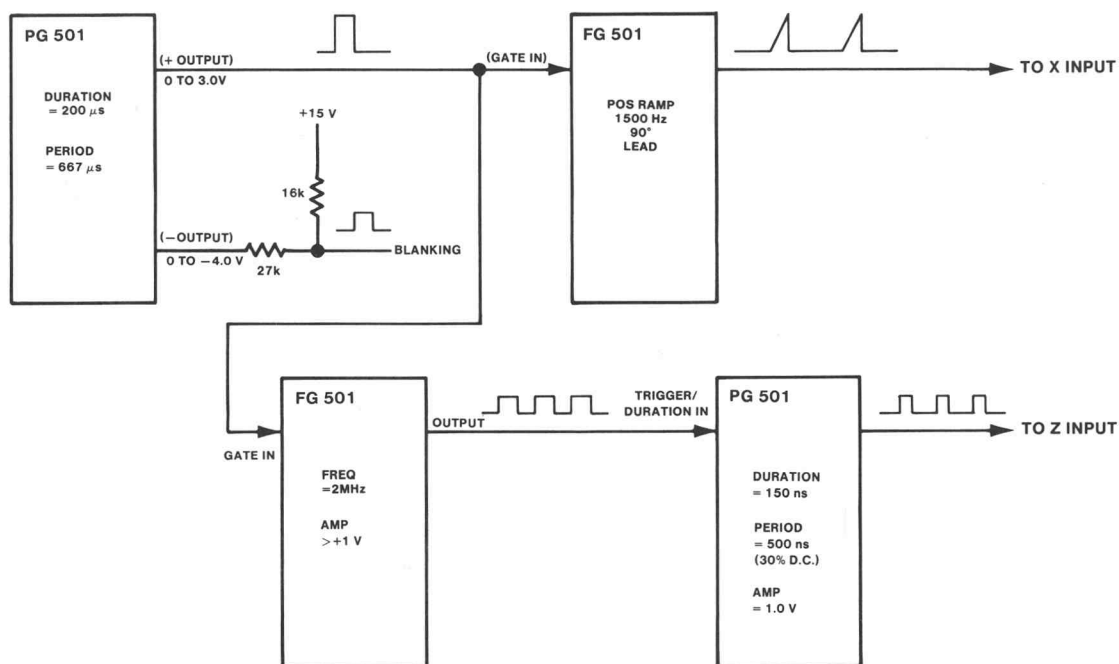 PG 501
(+ OUTPUT)
0 TO 3.0V
DURATION
= 200 μs
PERIOD
= 667 μs
+15 V
16k
(−OUTPUT)
0 TO −4.0 V
27k
BLANKING
(GATE IN)
FG 501
POS RAMP
1500 Hz
90°
LEAD
TO X INPUT
GATE IN
FG 501
FREQ
=2MHz
AMP
>+1 V
OUTPUT
TRIGGER/
DURATION IN
PG 501
DURATION
= 150 ns
PERIOD
= 500 ns
(30% D.C.)
AMP
= 1.0 V
TO Z INPUT